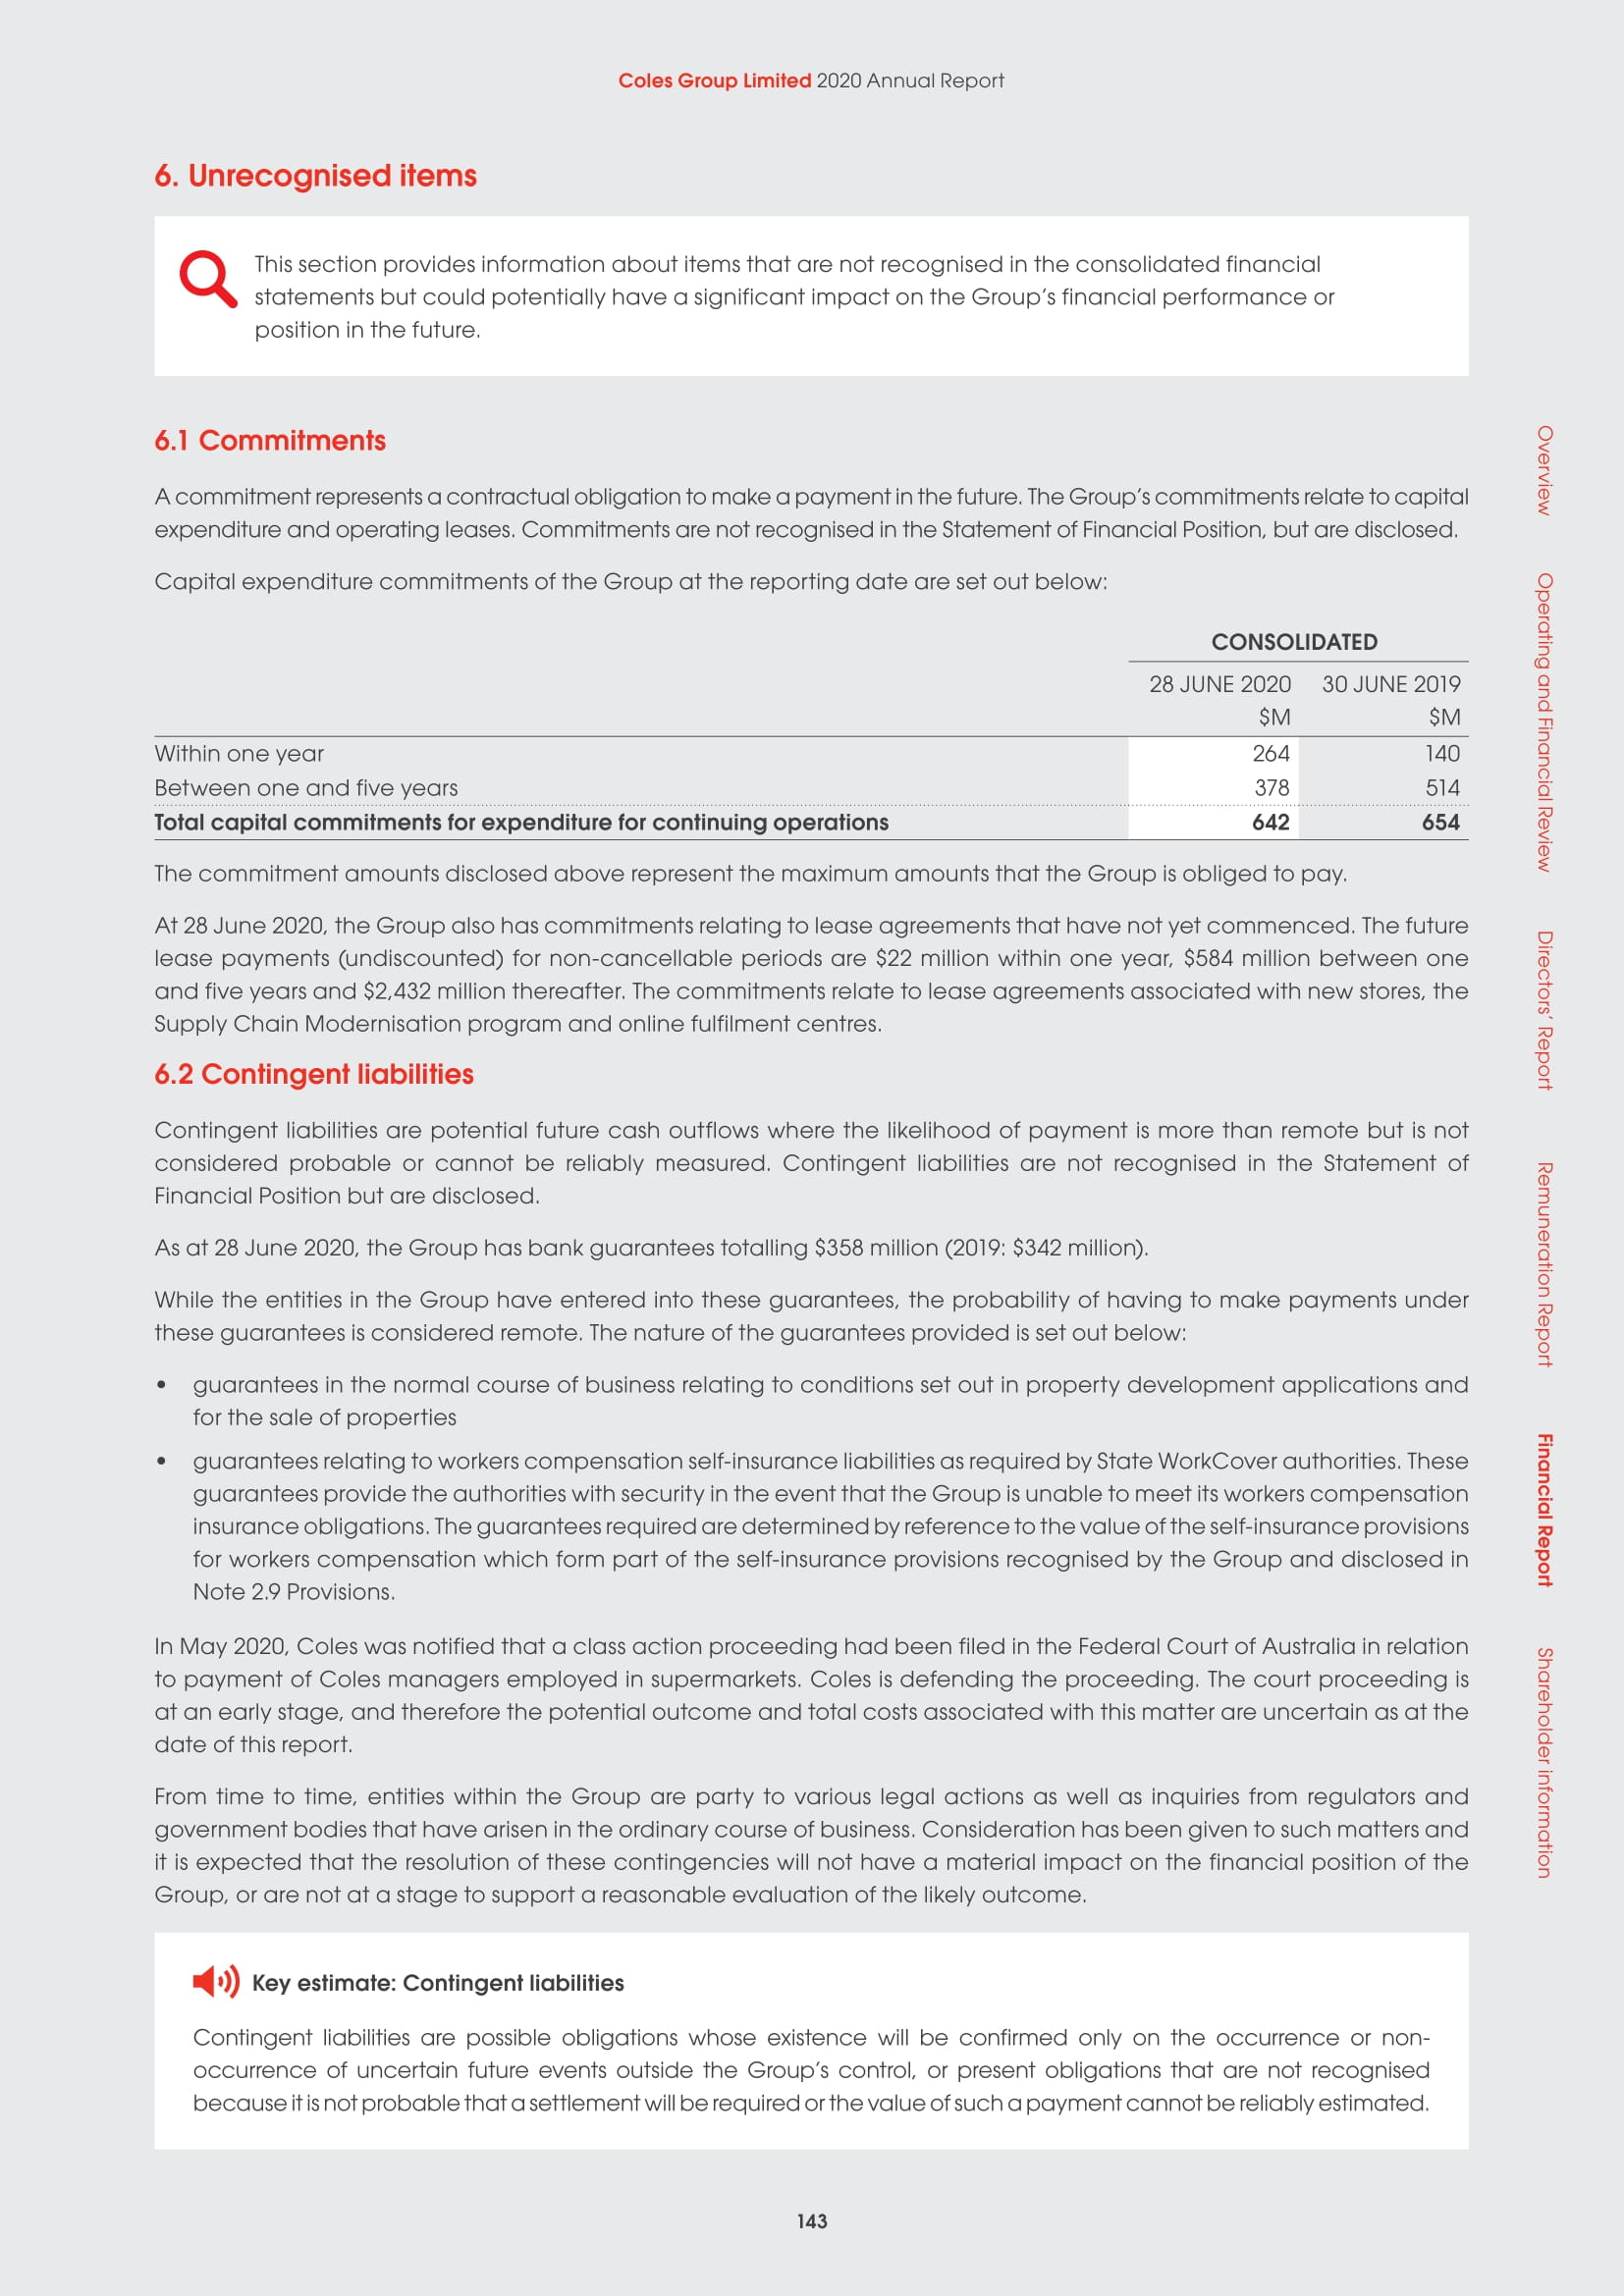 Coles Group Limited 2020 Annual Report
6. Unrecognised items
This section provides information about items that are not recognised in the consolidated financial
statements but could potentially have a significant impact on the Group's financial performance or
position in the future.
6.1 Commitments
A commitment represents a contractual obligation to make a payment in the future. The Group's commitments relate to capital
expenditure and operating leases. Commitments are not recognised in the Statement of Financial Position, but are disclosed.
Capital expenditure commitments of the Group at the reporting date are set out below:
CONSOLIDATED
28 JUNE 2020 30 JUNE 2019
$M $M
Within one year 264 140
Between one and five years 378 514
Total capital commitments for expenditure for continuing operations 642 654
The commitment amounts disclosed above represent the maximum amounts that the Group is obliged to pay.
At 28 June 2020, the Group also has commitments relating to lease agreements that have not yet commenced. The future
lease payments (undiscounted) for non-cancellable periods are $22 million within one year, $584 million between one
and five years and $2,432 million thereafter. The commitments relate to lease agreements associated with new stores, the
Supply Chain Modernisation program and online fulfilment centres.
6.2 Contingent liabilities
Contingent liabilities are potential future cash outflows where the likelihood of payment is more than remote but is not
considered probable or cannot be reliably measured. Contingent liabilities are not recognised in the Statement of
Financial Position but are disclosed.
As at 28 June 2020, the Group has bank guarantees totalling $358 million (2019: $342 million).
While the entities in the Group have entered into these guarantees, the probability of having to make payments under
these guarantees is considered remote. The nature of the guarantees provided is set out below:
• guarantees in the normal course of business relating to conditions set out in property development applications and
for the sale of properties
• guarantees relating to workers compensation self-insurance liabilities as required by State WorkCover authorities. These
guarantees provide the authorities with security in the event that the Group is unable to meet its workers compensation
insurance obligations. The guarantees required are determined by reference to the value of the self-insurance provisions
for workers compensation which form part of the self-insurance provisions recognised by the Group and disclosed in
Note 2.9 Provisions.
In May 2020, Coles was notified that a class action proceeding had been filed in the Federal Court of Australia in relation
to payment of Coles managers employed in supermarkets. Coles is defending the proceeding. The court proceeding is
at an early stage, and therefore the potential outcome and total costs associated with this matter are uncertain as at the
date of this report.
From time to time, entities within the Group are party to various legal actions as well as inquiries from regulators and
government bodies that have arisen in the ordinary course of business. Consideration has been given to such matters and
it is expected that the resolution of these contingencies will not have a material impact on the financial position of the
Group, or are not at a stage to support a reasonable evaluation of the likely outcome.
Key estimate: Contingent liabilities
Contingent liabilities are possible obligations whose existence will be confirmed only on the occurrence or non-
occurrence of uncertain future events outside the Group's control, or present obligations that are not recognised
because it is not probable that a settlement will be required or the value of such a payment cannot be reliably estimated.
143
Overview
Operating and Financial Review
Directors' Report
Remuneration Report
Financial Report
Shareholder information